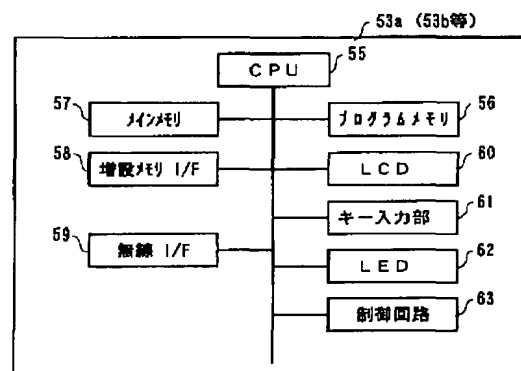 53a (53b等)
55
CPU
57
メインメモリ
プログラムメモリ
56
58
増設メモリ I/F
LCD
60
キー入力部
61
59
無線 I/F
LED
62
制御回路
63